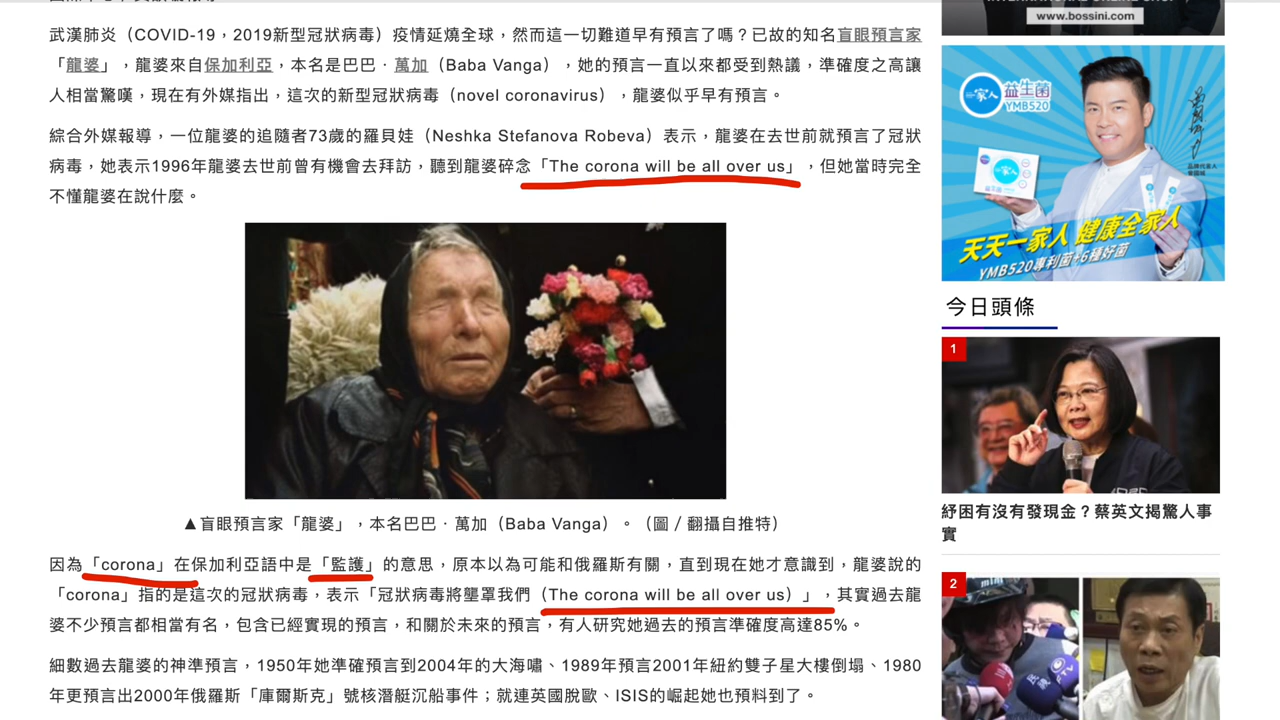 武漢肺炎（COVID-19，2019新型冠狀病毒）疫情延燒全球，然而這一切難道早有預言了嗎？已故的知名盲眼預言家
「龍婆」，龍婆來自保加利亞，本名是巴巴．萬加（Baba Vanga），她的預言一直以來都受到熱議，準確度之高讓
人相當驚嘆，現在有外媒指出，這次的新型冠狀病毒（novel coronavirus），龍婆似乎早有預言。
綜合外媒報導，一位龍婆的追隨者73歲的羅貝娃（Neshka Stefanova Robeva）表示，龍婆在去世前就預言了冠狀
病毒，她表示1996年龍婆去世前曾有機會去拜訪，聽到龍婆碎念「The corona will be all over us」，但她當時完全
不懂龍婆在說什麼。
▲盲眼預言家「龍婆」，本名巴巴．萬加（Baba Vanga）。（圖／翻攝自推特）
因為「corona」在保加利亞語中是「監護」的意思，原本以為可能和俄羅斯有關，直到現在她才意識到，龍婆說的
「corona」指的是這次的冠狀病毒，表示「冠狀病毒將壟罩我們（The corona will be all over us）」，其實過去龍
婆不少預言都相當有名，包含已經實現的預言，和關於未來的預言，有人研究她過去的預言準確度高達85%。
細數過去龍婆的神準預言，1950年她準確預言到2004年的大海嘯、1989年預言2001年紐約雙子星大樓倒塌、1980
年更預言出2000年俄羅斯「庫爾斯克」號核潛艇沉船事件；就連英國脫歐、ISIS的崛起她也預料到了。
www.bossini.com
一家人 益生菌
YMB520
天天一家人 健康全家人
YMB520專利菌+6種好菌
今日頭條
1
紓困有沒有發現金？蔡英文揭驚人事
實
2
mini